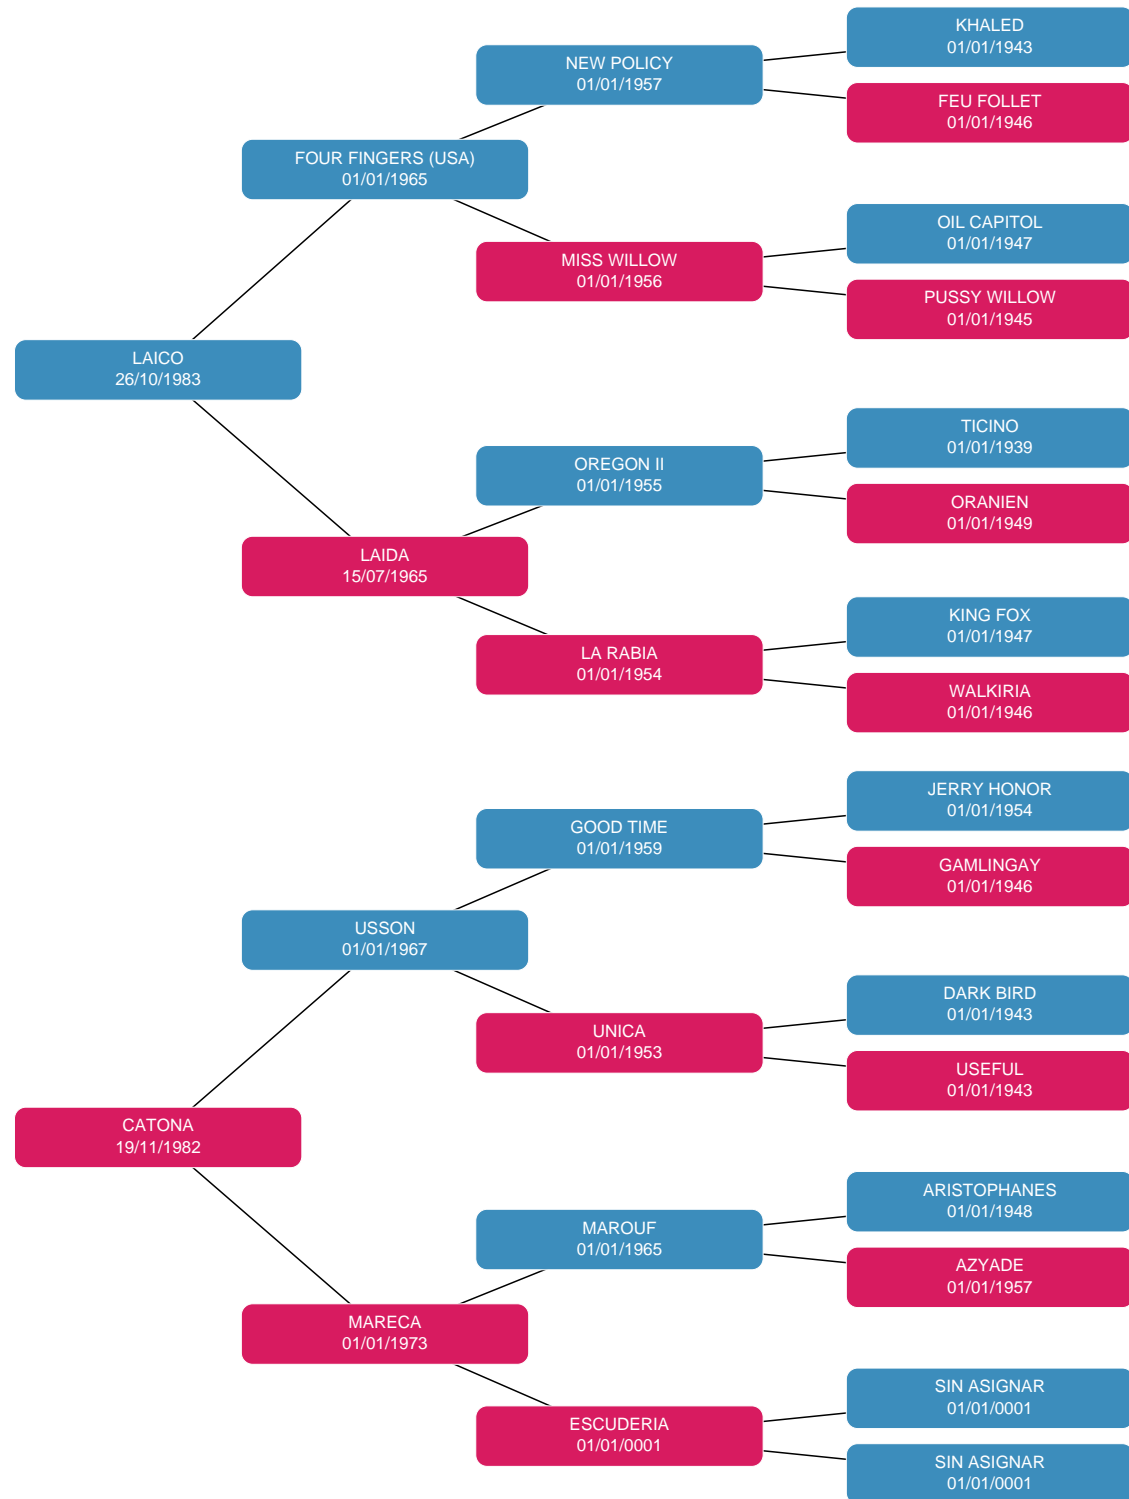 KHALED
01/01/1943
NEW POLICY
01/01/1957
FEU FOLLET
01/01/1946
FOUR FINGERS (USA)
01/01/1965
OIL CAPITOL
01/01/1947
MISS WILLOW
01/01/1956
PUSSY WILLOW
01/01/1945
LAICO
26/10/1983
TICINO
01/01/1939
OREGON II
01/01/1955
ORANIEN
01/01/1949
LAIDA
15/07/1965
KING FOX
01/01/1947
LA RABIA
01/01/1954
WALKIRIA
01/01/1946
JERRY HONOR
01/01/1954
GOOD TIME
01/01/1959
GAMLINGAY
01/01/1946
USSON
01/01/1967
DARK BIRD
01/01/1943
UNICA
01/01/1953
USEFUL
01/01/1943
CATONA
19/11/1982
ARISTOPHANES
01/01/1948
MAROUF
01/01/1965
AZYADE
01/01/1957
MARECA
01/01/1973
SIN ASIGNAR
01/01/0001
ESCUDERIA
01/01/0001
SIN ASIGNAR
01/01/0001